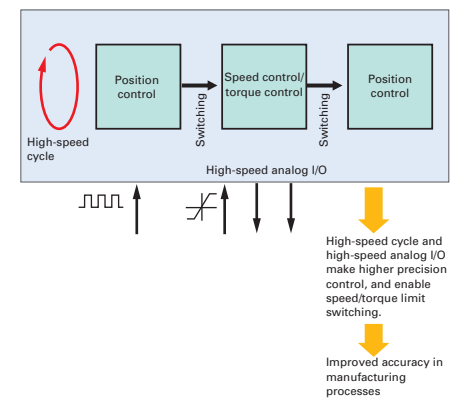 Position
control
Switching
Speed control/
torque control
Switching
Position
control
High-speed
cycle
High-speed analog I/O
High-speed cycle and
high-speed analog I/O
make higher precision
control, and enable
speed/torque limit
switching.
Improved accuracy in
manufacturing
processes